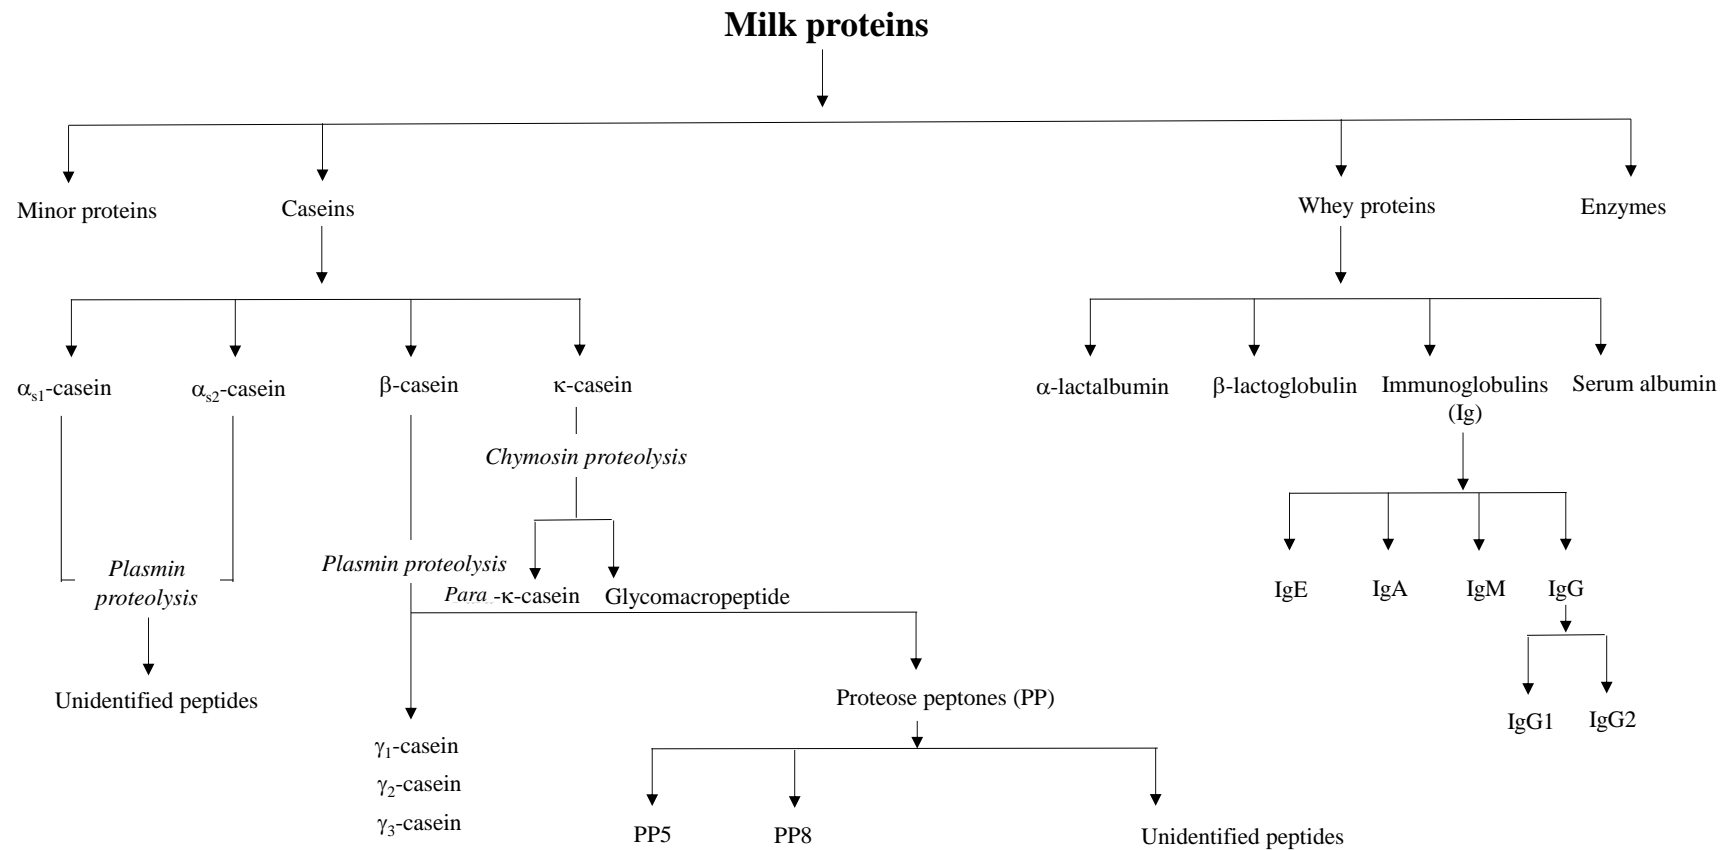 Milk proteins
Minor proteins
Caseins
Whey proteins
Enzymes
αs1-casein
αs2-casein
β-casein
κ-casein
α-lactalbumin
β-lactoglobulin
Immunoglobulins
(Ig)
Serum albumin
Chymosin proteolysis
Plasmin
proteolysis
Plasmin proteolysis
Para -κ-casein
Glycomacropeptide
IgE
IgA
IgM
IgG
Unidentified peptides
Proteose peptones (PP)
IgG1
IgG2
γ1-casein
γ2-casein
γ3-casein
PP5
PP8
Unidentified peptides